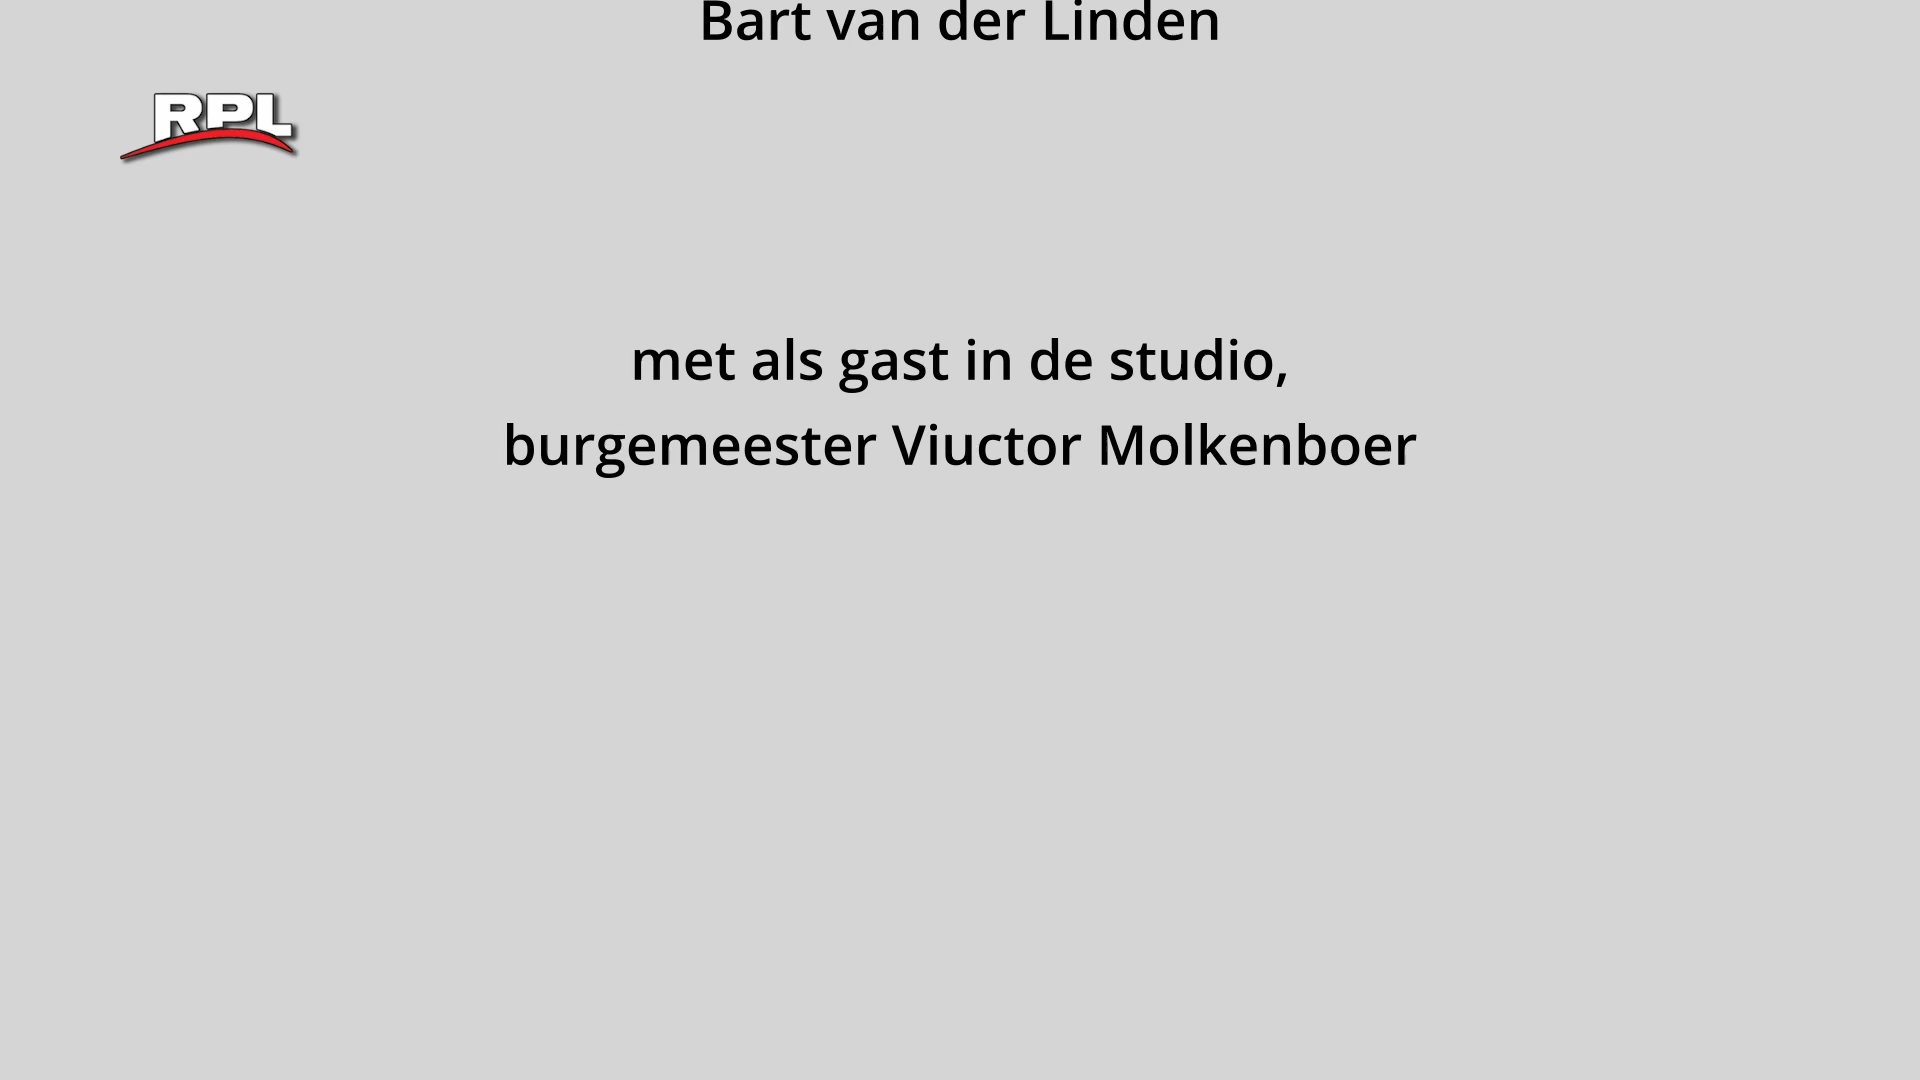 Bart van der Linden
RPL
met als gast in de studio,
burgemeester Viuctor Molkenboer